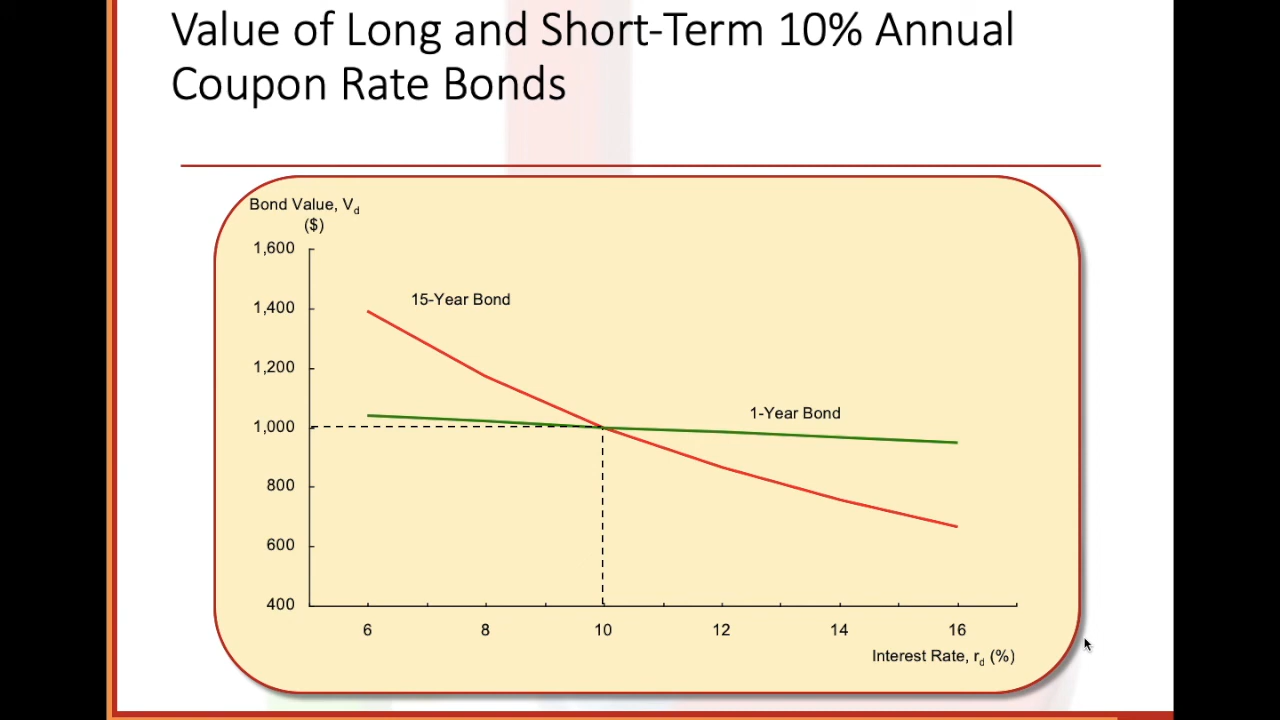 Value of Long and Short-Term 10% Annual
Coupon Rate Bonds
Bond Value, Vd
($)
1,600
1,400
15-Year Bond
1,200
1-Year Bond
1,000
800
600
400
6 8 10 12 14 16
Interest Rate, rd (%)